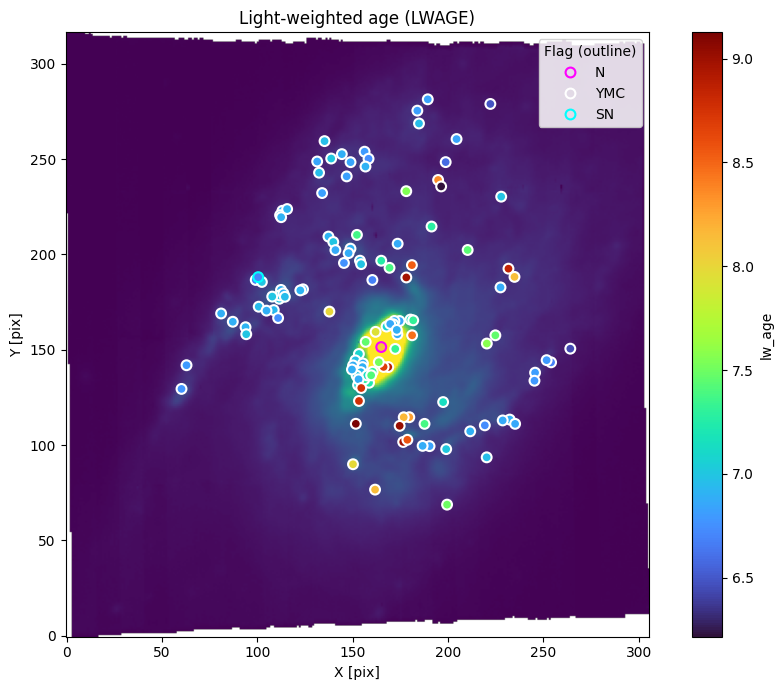 Light-weighted age (LWAGE)
Flag (outline)
N
YMC
SN
300
250
200
150
100
50
0
Y [pix]
0 50 100 150 200 250 300
X [pix]
9.0
8.5
8.0
7.5
7.0
6.5
lw_age